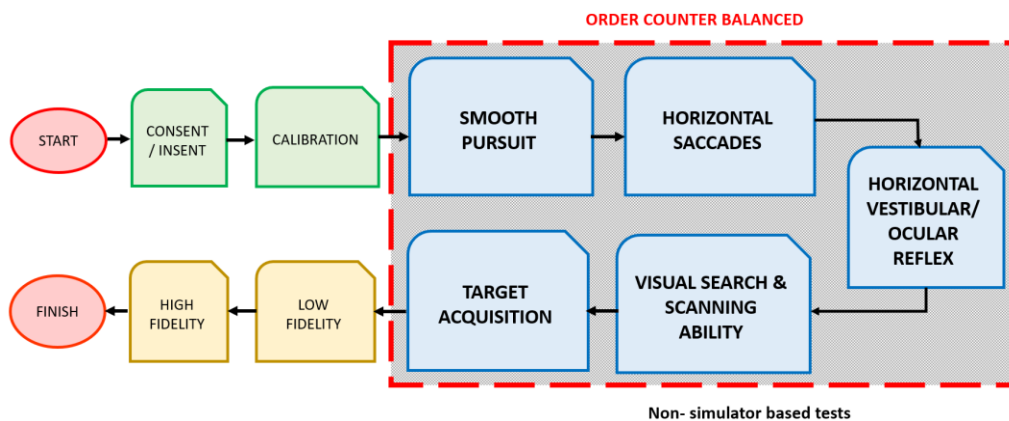 ORDER COUNTER BALANCED
START
CONSENT
/ INSENT
CALIBRATION
SMOOTH
PURSUIT
HORIZONTAL
SACCADES
HORIZONTAL
VESTIBULAR/
OCULAR
REFLEX
VISUAL SEARCH &
SCANNING
ABILITY
TARGET
ACQUISITION
LOW
FIDELITY
HIGH
FIDELITY
FINISH
Non- simulator based tests